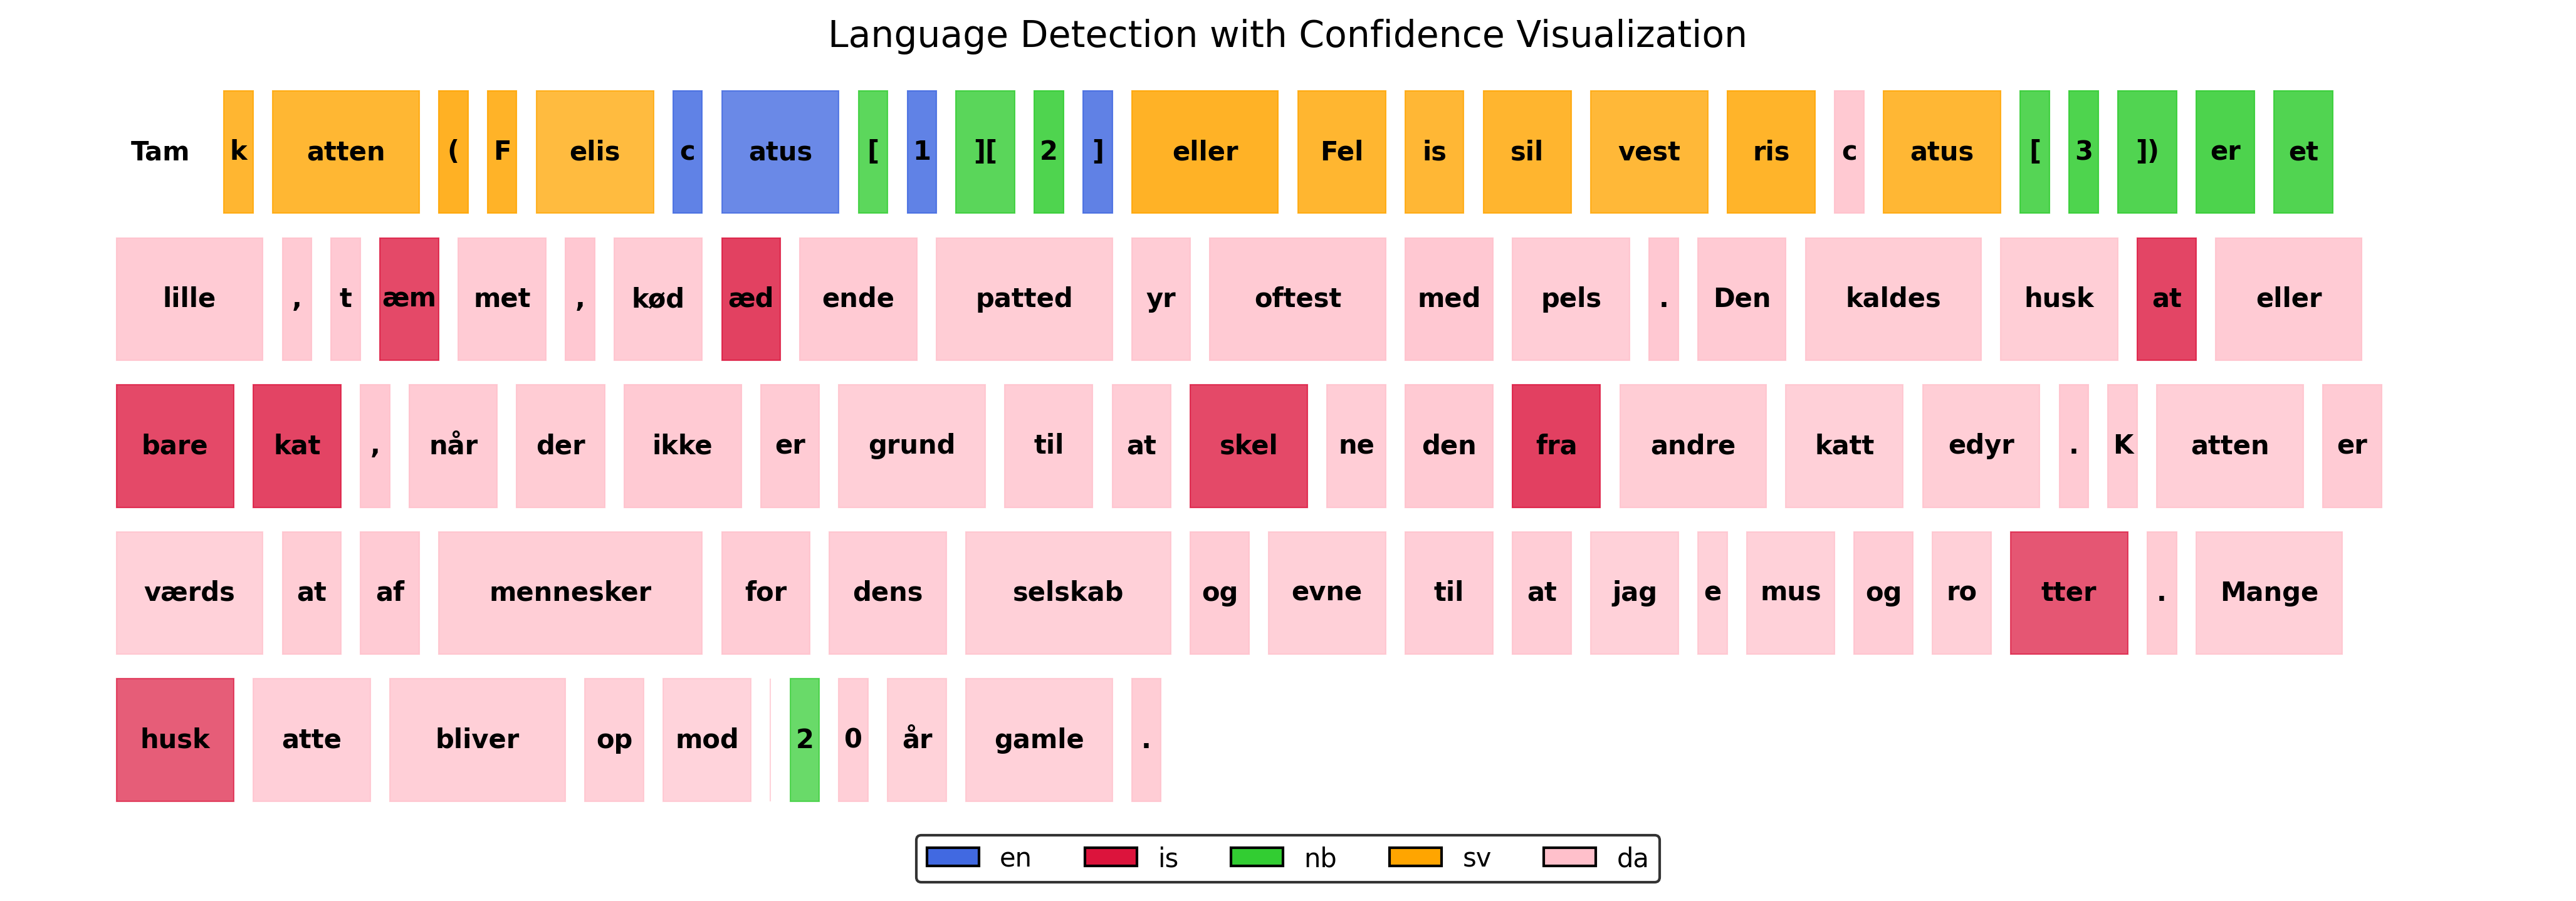 Language Detection with Confidence Visualization
Tam k atten ( F elis c atus [ 1 ][ 2 ] eller Fel is sil vest ris c atus [ 3 ]) er et
lille , t æm met , kød æd ende patted yr oftest med pels . Den kaldes husk at eller
bare kat , når der ikke er grund til at skel ne den fra andre katt edyr . K atten er
værds at af mennesker for dens selskab og evne til at jag e mus og ro tter . Mange
husk atte bliver op mod 2 0 år gamle .
en is nb sv da